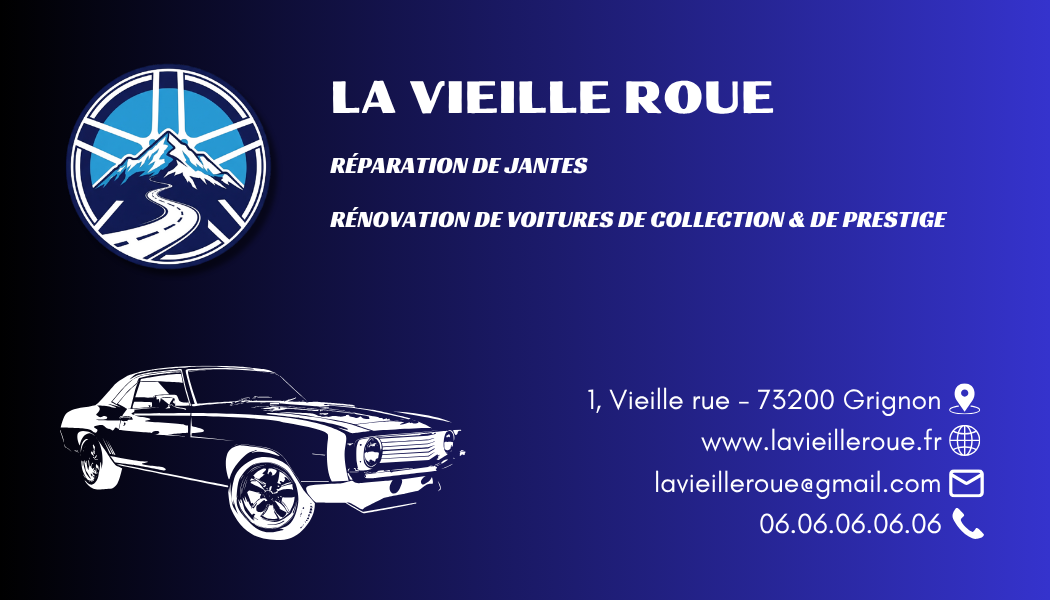 LA VIEILLE ROUE
RÉPARATION DE JANTES
RÉNOVATION DE VOITURES DE COLLECTION & DE PRESTIGE
1, Vieille rue - 73200 Grignon
www.lavieilleroue.fr
lavieilleroue@gmail.com
06.06.06.06.06